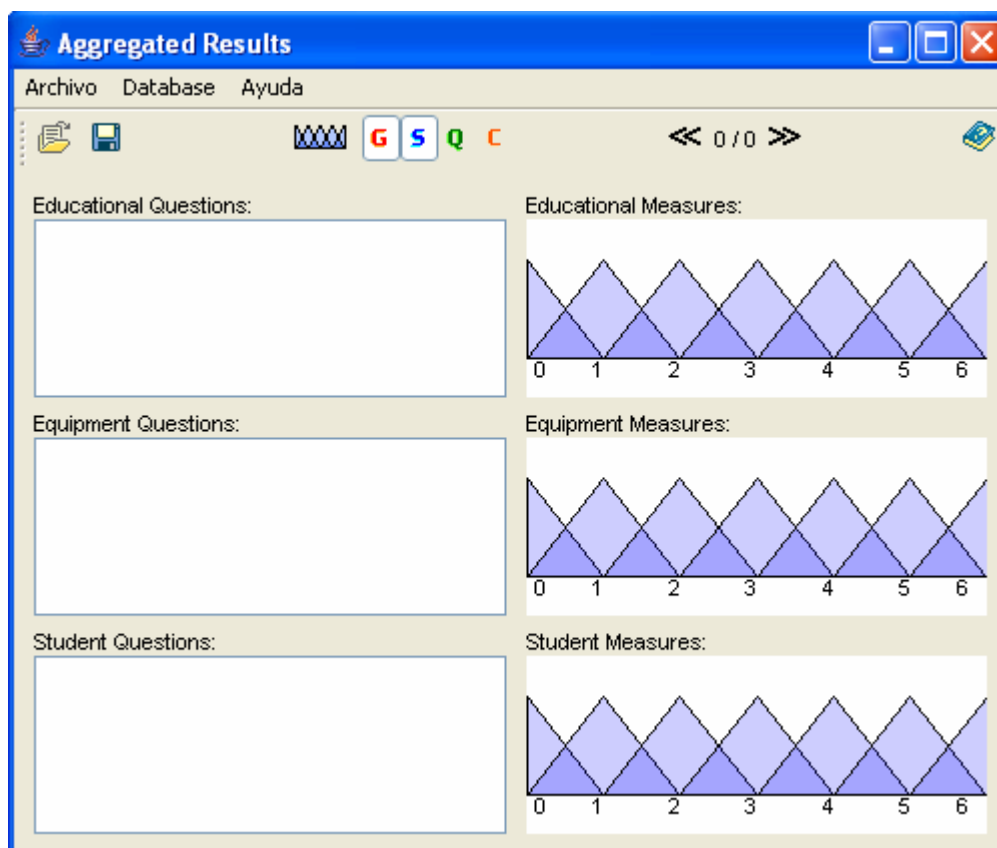 Aggregated Results
Archivo Database Ayuda
G S Q C << 0 / 0 >>
Educational Questions:
Educational Measures:
0 1 2 3 4 5 6
Equipment Questions:
Equipment Measures:
0 1 2 3 4 5 6
Student Questions:
Student Measures:
0 1 2 3 4 5 6